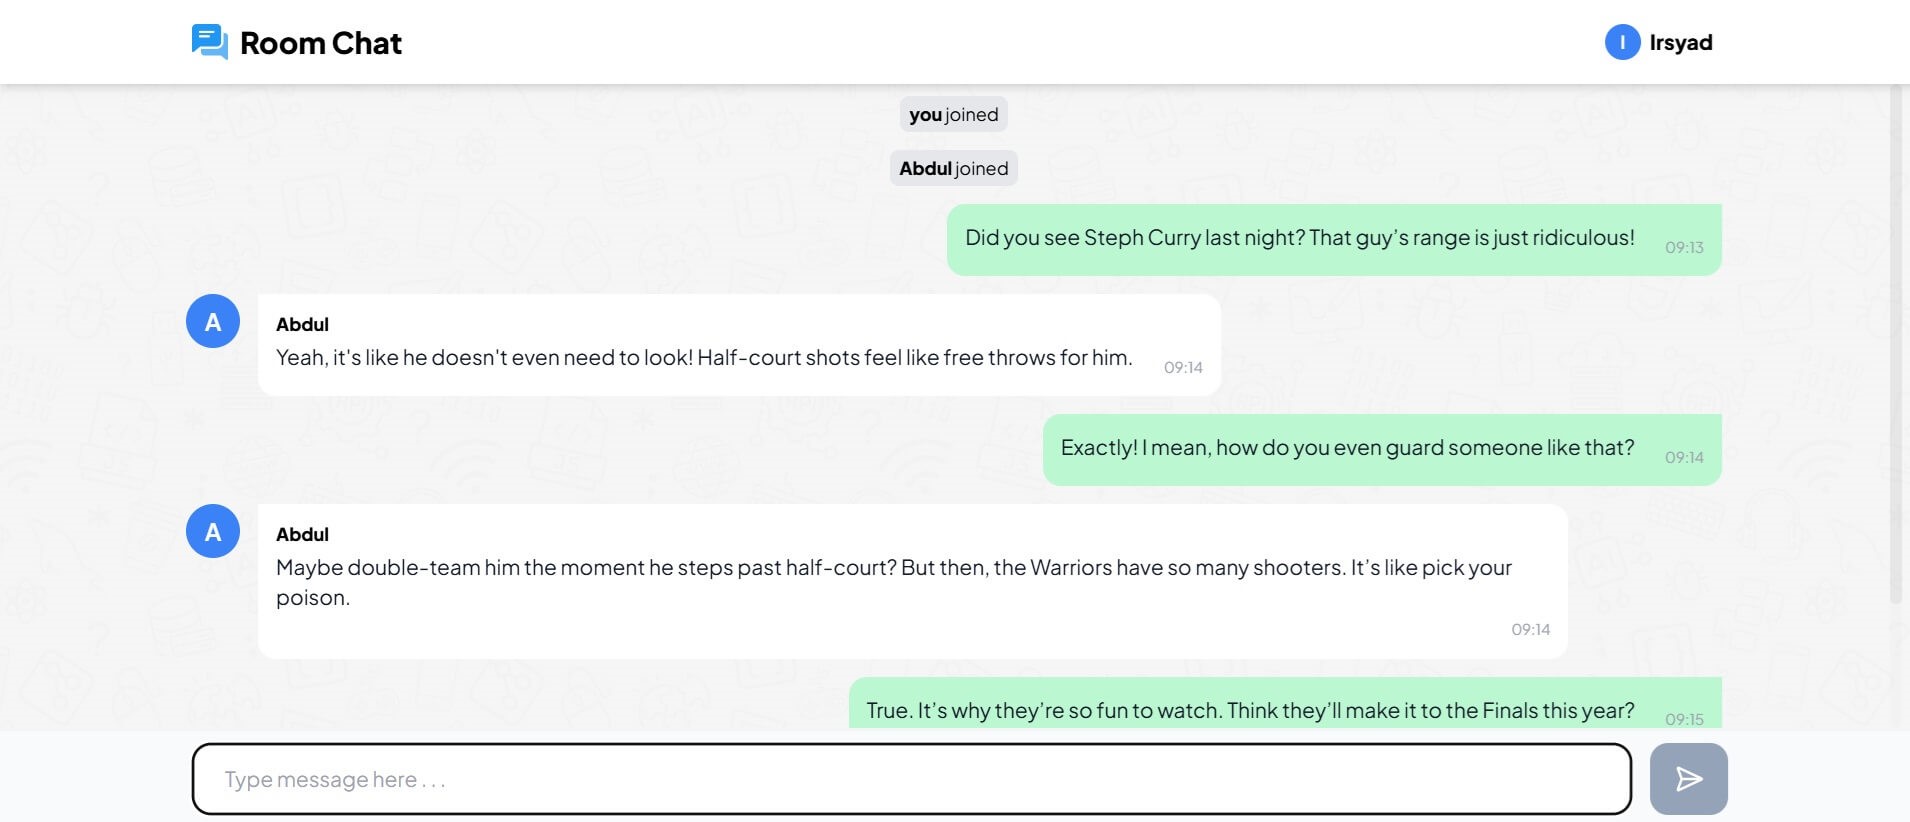 Room Chat
I Irsyad
you joined
Abdul joined
Did you see Steph Curry last night? That guy’s range is just ridiculous! 09:13
A
Abdul
Yeah, it's like he doesn't even need to look! Half-court shots feel like free throws for him. 09:14
Exactly! I mean, how do you even guard someone like that? 09:14
A
Abdul
Maybe double-team him the moment he steps past half-court? But then, the Warriors have so many shooters. It’s like pick your
poison.
09:14
True. It’s why they’re so fun to watch. Think they’ll make it to the Finals this year? 09:15
Type message here . . .